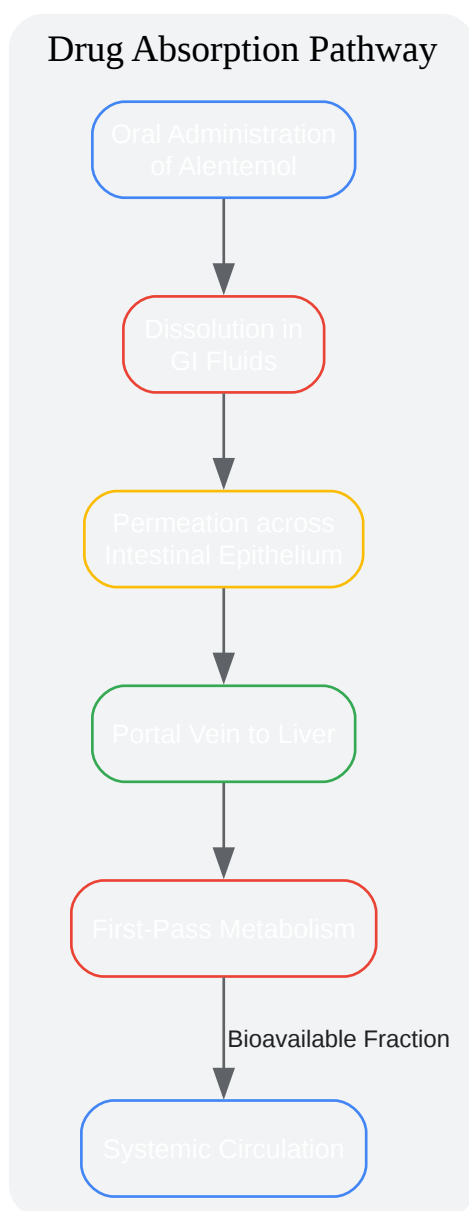 Drug Absorption Pathway
Oral Administration
of Alentemol
Dissolution in
GI Fluids
Permeation across
Intestinal Epithelium
Portal Vein to Liver
First-Pass Metabolism
Bioavailable Fraction
Systemic Circulation